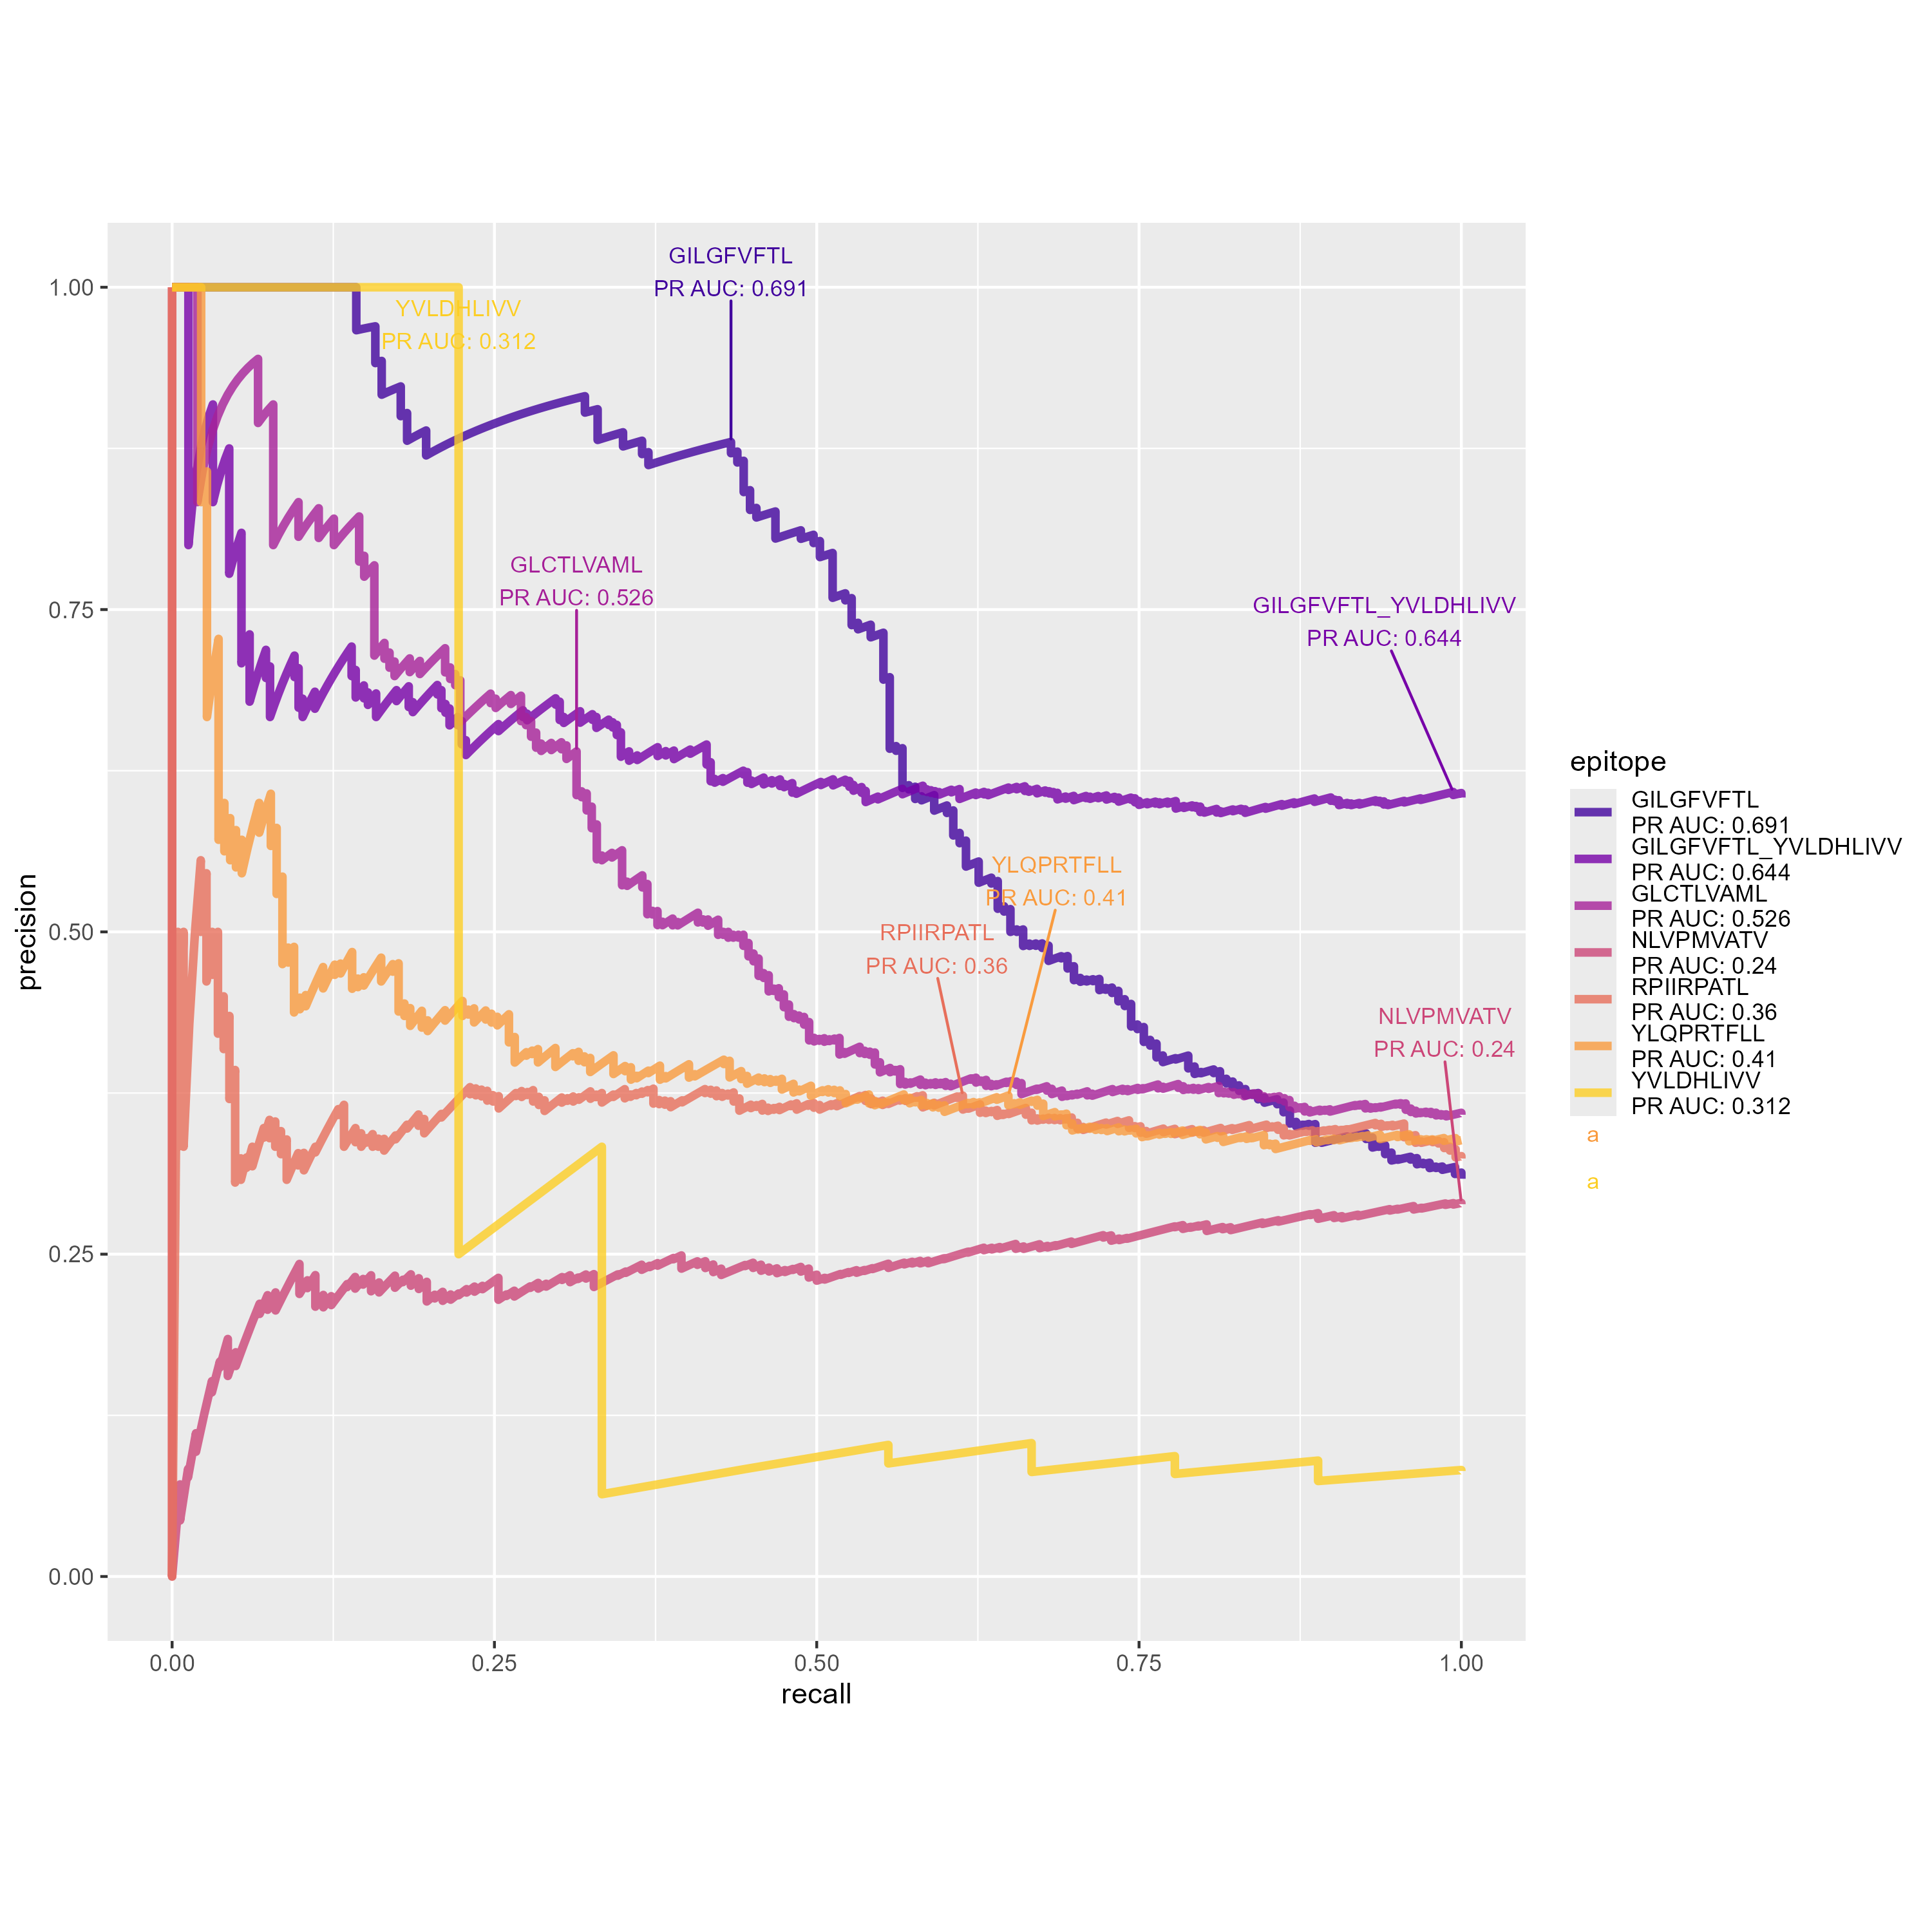 GILGFVFTL
PR AUC: 0.691
YVLDHLIVV
PR AUC: 0.312
GLCTLVAML
PR AUC: 0.526
GILGFVFTL_YVLDHLIVV
PR AUC: 0.644
YLQPRTFLL
PR AUC: 0.41
RPIIRPATL
PR AUC: 0.36
NLVPMVATV
PR AUC: 0.24
1.00
0.75
0.50
0.25
0.00
precision
0.00 0.25 0.50 0.75 1.00
recall
epitope
GILGFVFTL
PR AUC: 0.691
GILGFVFTL_YVLDHLIVV
PR AUC: 0.644
GLCTLVAML
PR AUC: 0.526
NLVPMVATV
PR AUC: 0.24
RPIIRPATL
PR AUC: 0.36
YLQPRTFLL
PR AUC: 0.41
YVLDHLIVV
PR AUC: 0.312
a
a